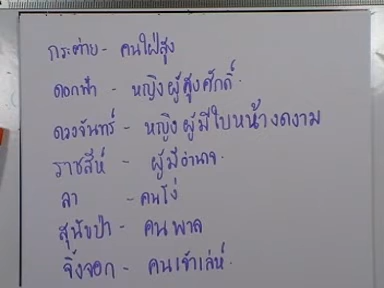 กระต่าย - คนใฝ่สูง
ดอกฟ้า - หญิงผู้สูงศักดิ์
ดวงจันทร์ - หญิงผู้มีใบหน้างดงาม
ราชสีห์ - ผู้มีอำนาจ
ลา - คนโง่
สุนัขป่า - คนพาล
จิ้งจอก - คนเจ้าเล่ห์